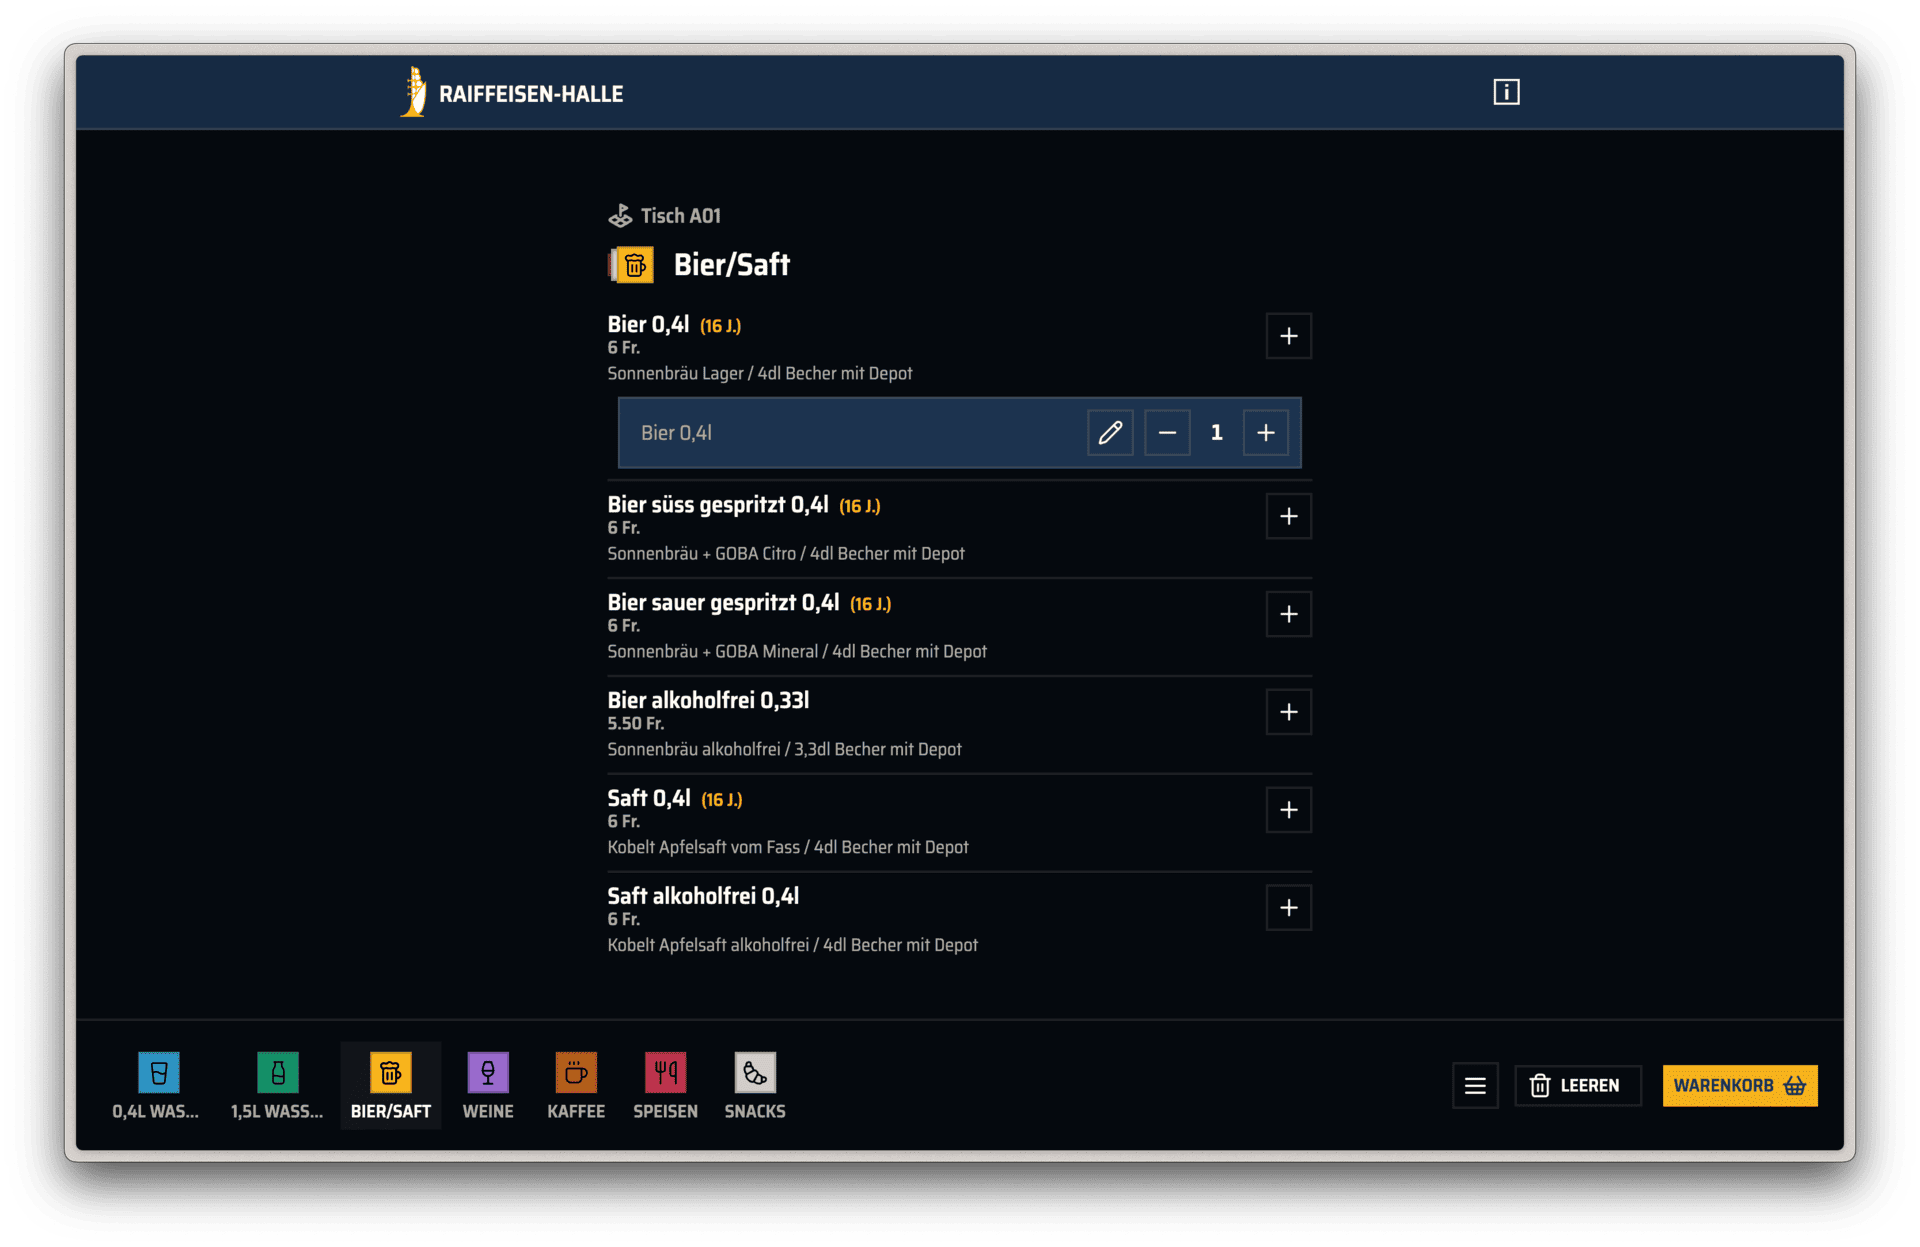 RAIFFEISEN-HALLE
i
Tisch A01
Bier/Saft
Bier 0,4l (16 J.)
6 Fr.
Sonnenbräu Lager / 4dl Becher mit Depot
Bier 0,4l 1
Bier süss gespritzt 0,4l (16 J.)
6 Fr.
Sonnenbräu + GOBA Citro / 4dl Becher mit Depot
Bier sauer gespritzt 0,4l (16 J.)
6 Fr.
Sonnenbräu + GOBA Mineral / 4dl Becher mit Depot
Bier alkoholfrei 0,33l
5.50 Fr.
Sonnenbräu alkoholfrei / 3,3dl Becher mit Depot
Saft 0,4l (16 J.)
6 Fr.
Kobelt Apfelsaft vom Fass / 4dl Becher mit Depot
Saft alkoholfrei 0,4l
6 Fr.
Kobelt Apfelsaft alkoholfrei / 4dl Becher mit Depot
0,4L WAS... 1,5L WASS... BIER/SAFT WEINE KAFFEE SPEISEN SNACKS
LEEREN WARENKORB